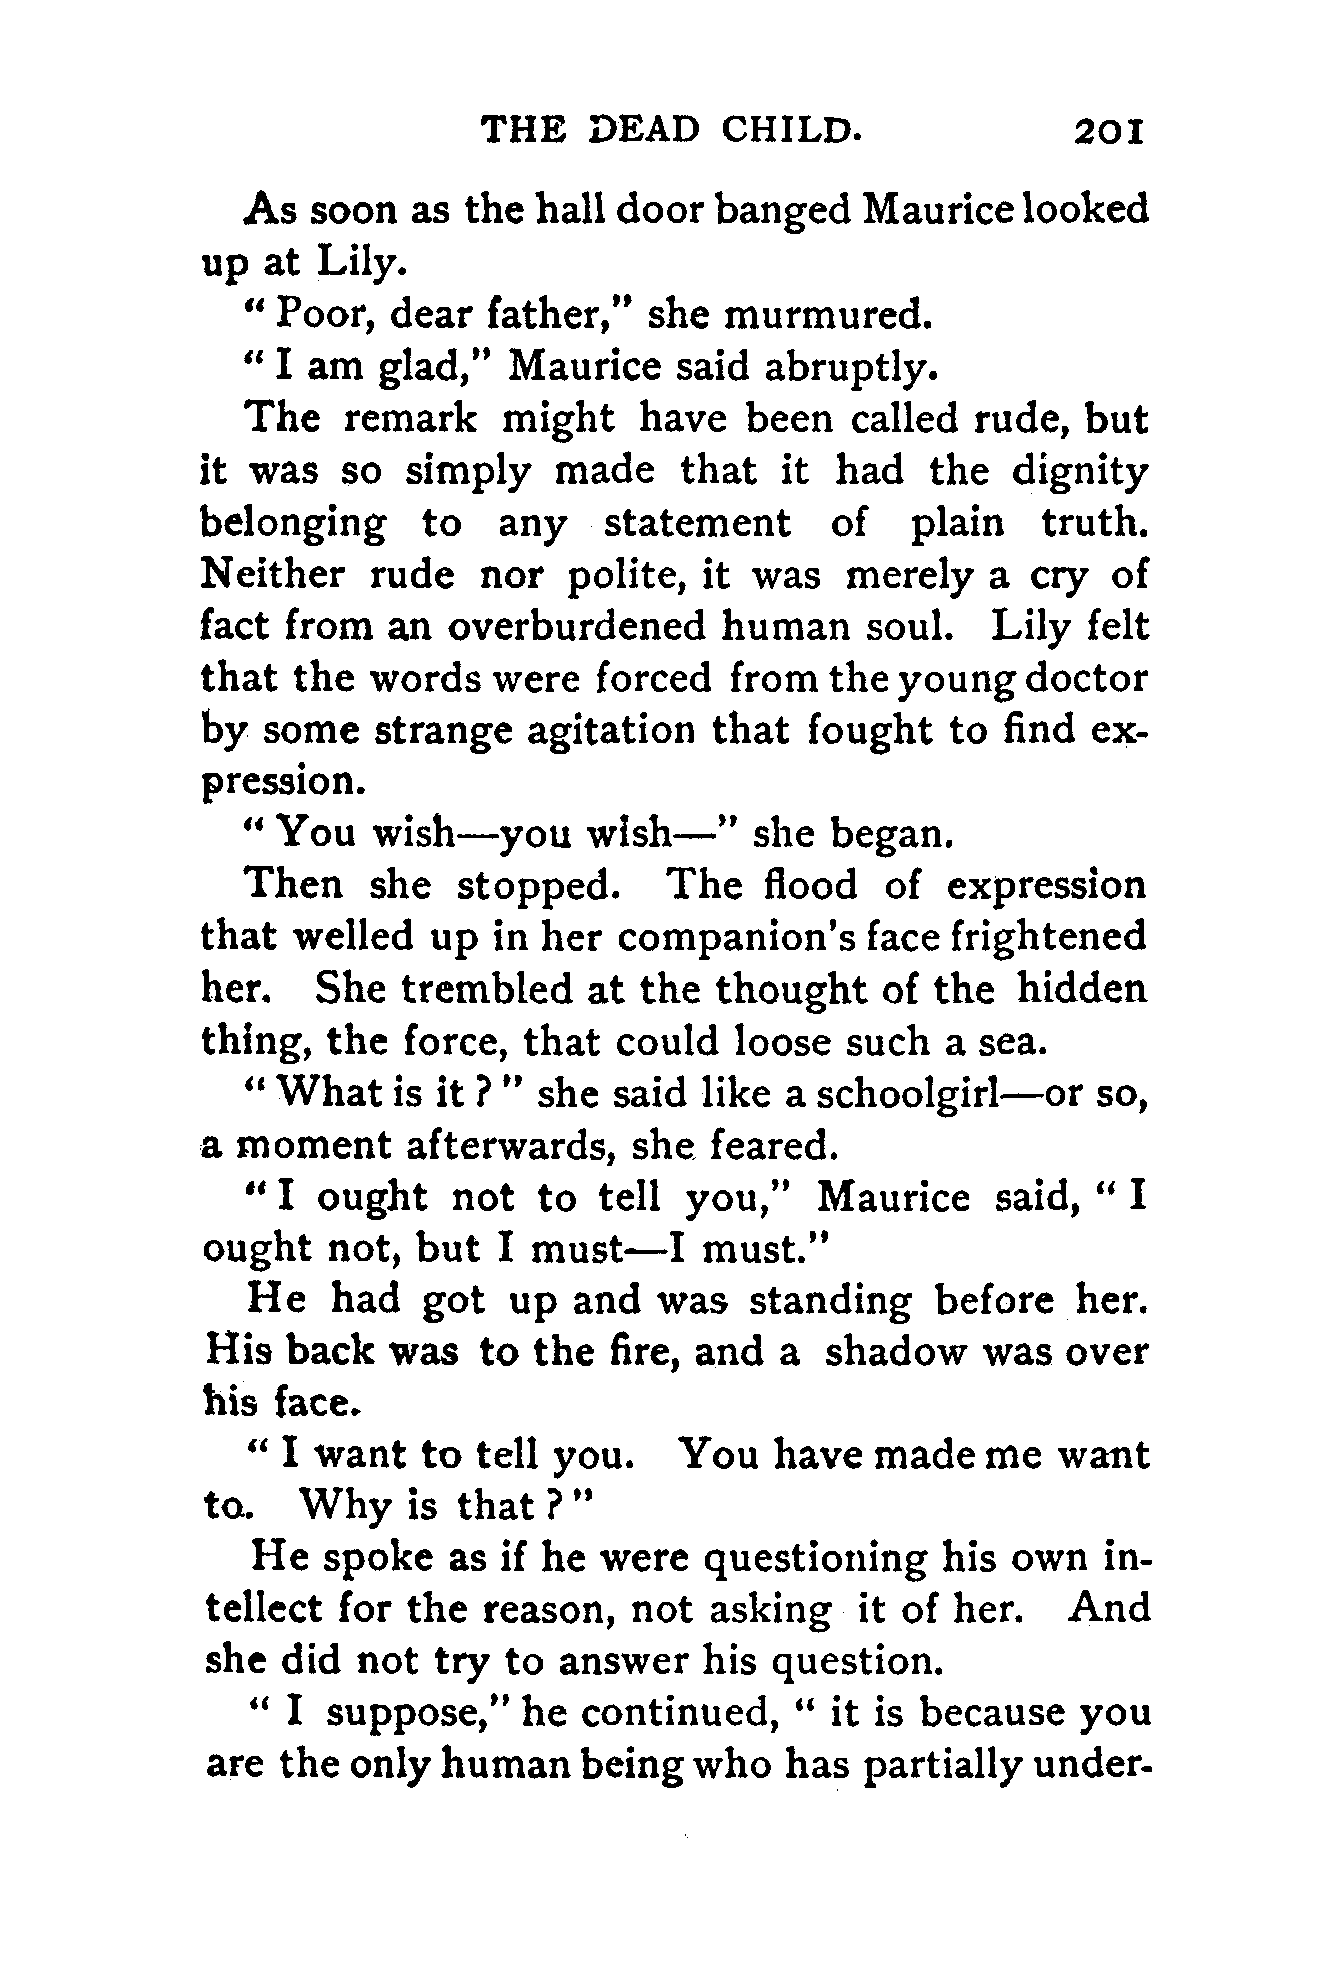 THE DEAD CHILD. 201
As soon as the hall door banged Maurice looked
up at Lily.
" Poor, dear father," she murmured.
" I am glad," Maurice said abruptly.
The remark might have been called rude, but
it was so simply made that it had the dignity
belonging to any statement of plain truth.
Neither rude nor polite, it was merely a cry of
fact from an overburdened human soul. Lily felt
that the words were forced from the young doctor
by some strange agitation that fought to find ex-
pression.
" You wish—you wish—" she began.
Then she stopped. The flood of expression
that welled up in her companion's face frightened
her. She trembled at the thought of the hidden
thing, the force, that could loose such a sea.
" What is it ? " she said like a schoolgirl—or so,
a moment afterwards, she feared.
" I ought not to tell you," Maurice said, " I
ought not, but I must—I must."
He had got up and was standing before her.
His back was to the fire, and a shadow was over
his face.
" I want to tell you. You have made me want
to. Why is that ? "
He spoke as if he were questioning his own in-
tellect for the reason, not asking it of her. And
she did not try to answer his question.
" I suppose," he continued, " it is because you
are the only human being who has partially under-